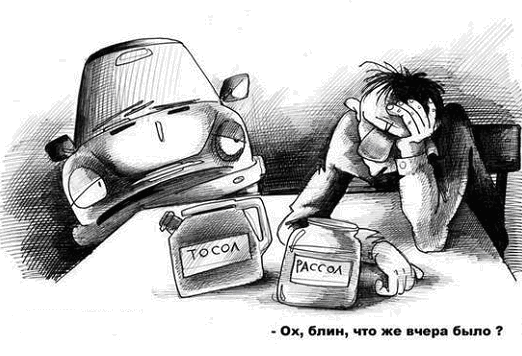 ТОСОЛ
РАССОЛ
- Ох, блин, что же вчера было ?